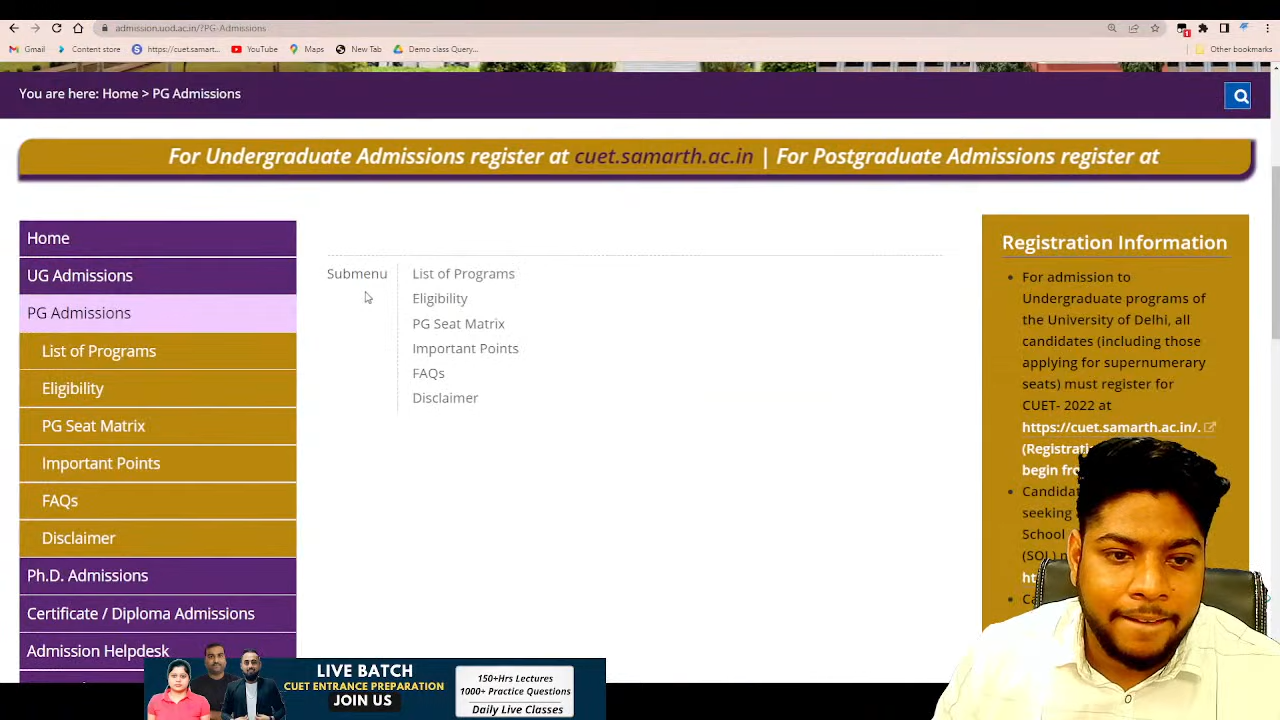 admission.uod.ac.in/?PG-Admissions
Gmail
Content store
https://cuet.samart...
YouTube
Maps
New Tab
Demo class Query...
Other bookmarks
You are here: Home > PG Admissions
For Undergraduate Admissions register at cuet.samarth.ac.in | For Postgraduate Admissions register at
Home
UG Admissions
PG Admissions
List of Programs
Eligibility
PG Seat Matrix
Important Points
FAQs
Disclaimer
Ph.D. Admissions
Certificate / Diploma Admissions
Admission Helpdesk
Submenu
List of Programs
Eligibility
PG Seat Matrix
Important Points
FAQs
Disclaimer
Registration Information
For admission to
Undergraduate programs of
the University of Delhi, all
candidates (including those
applying for supernumerary
seats) must register for
CUET- 2022 at
https://cuet.samarth.ac.in/.
(Registrati
begin fro
Candidat
seeking
School
(SOL) n
ht
Ca
LIVE BATCH
CUET ENTRANCE PREPARATION
JOIN US
150+Hrs Lectures
1000+ Practice Questions
Daily Live Classes